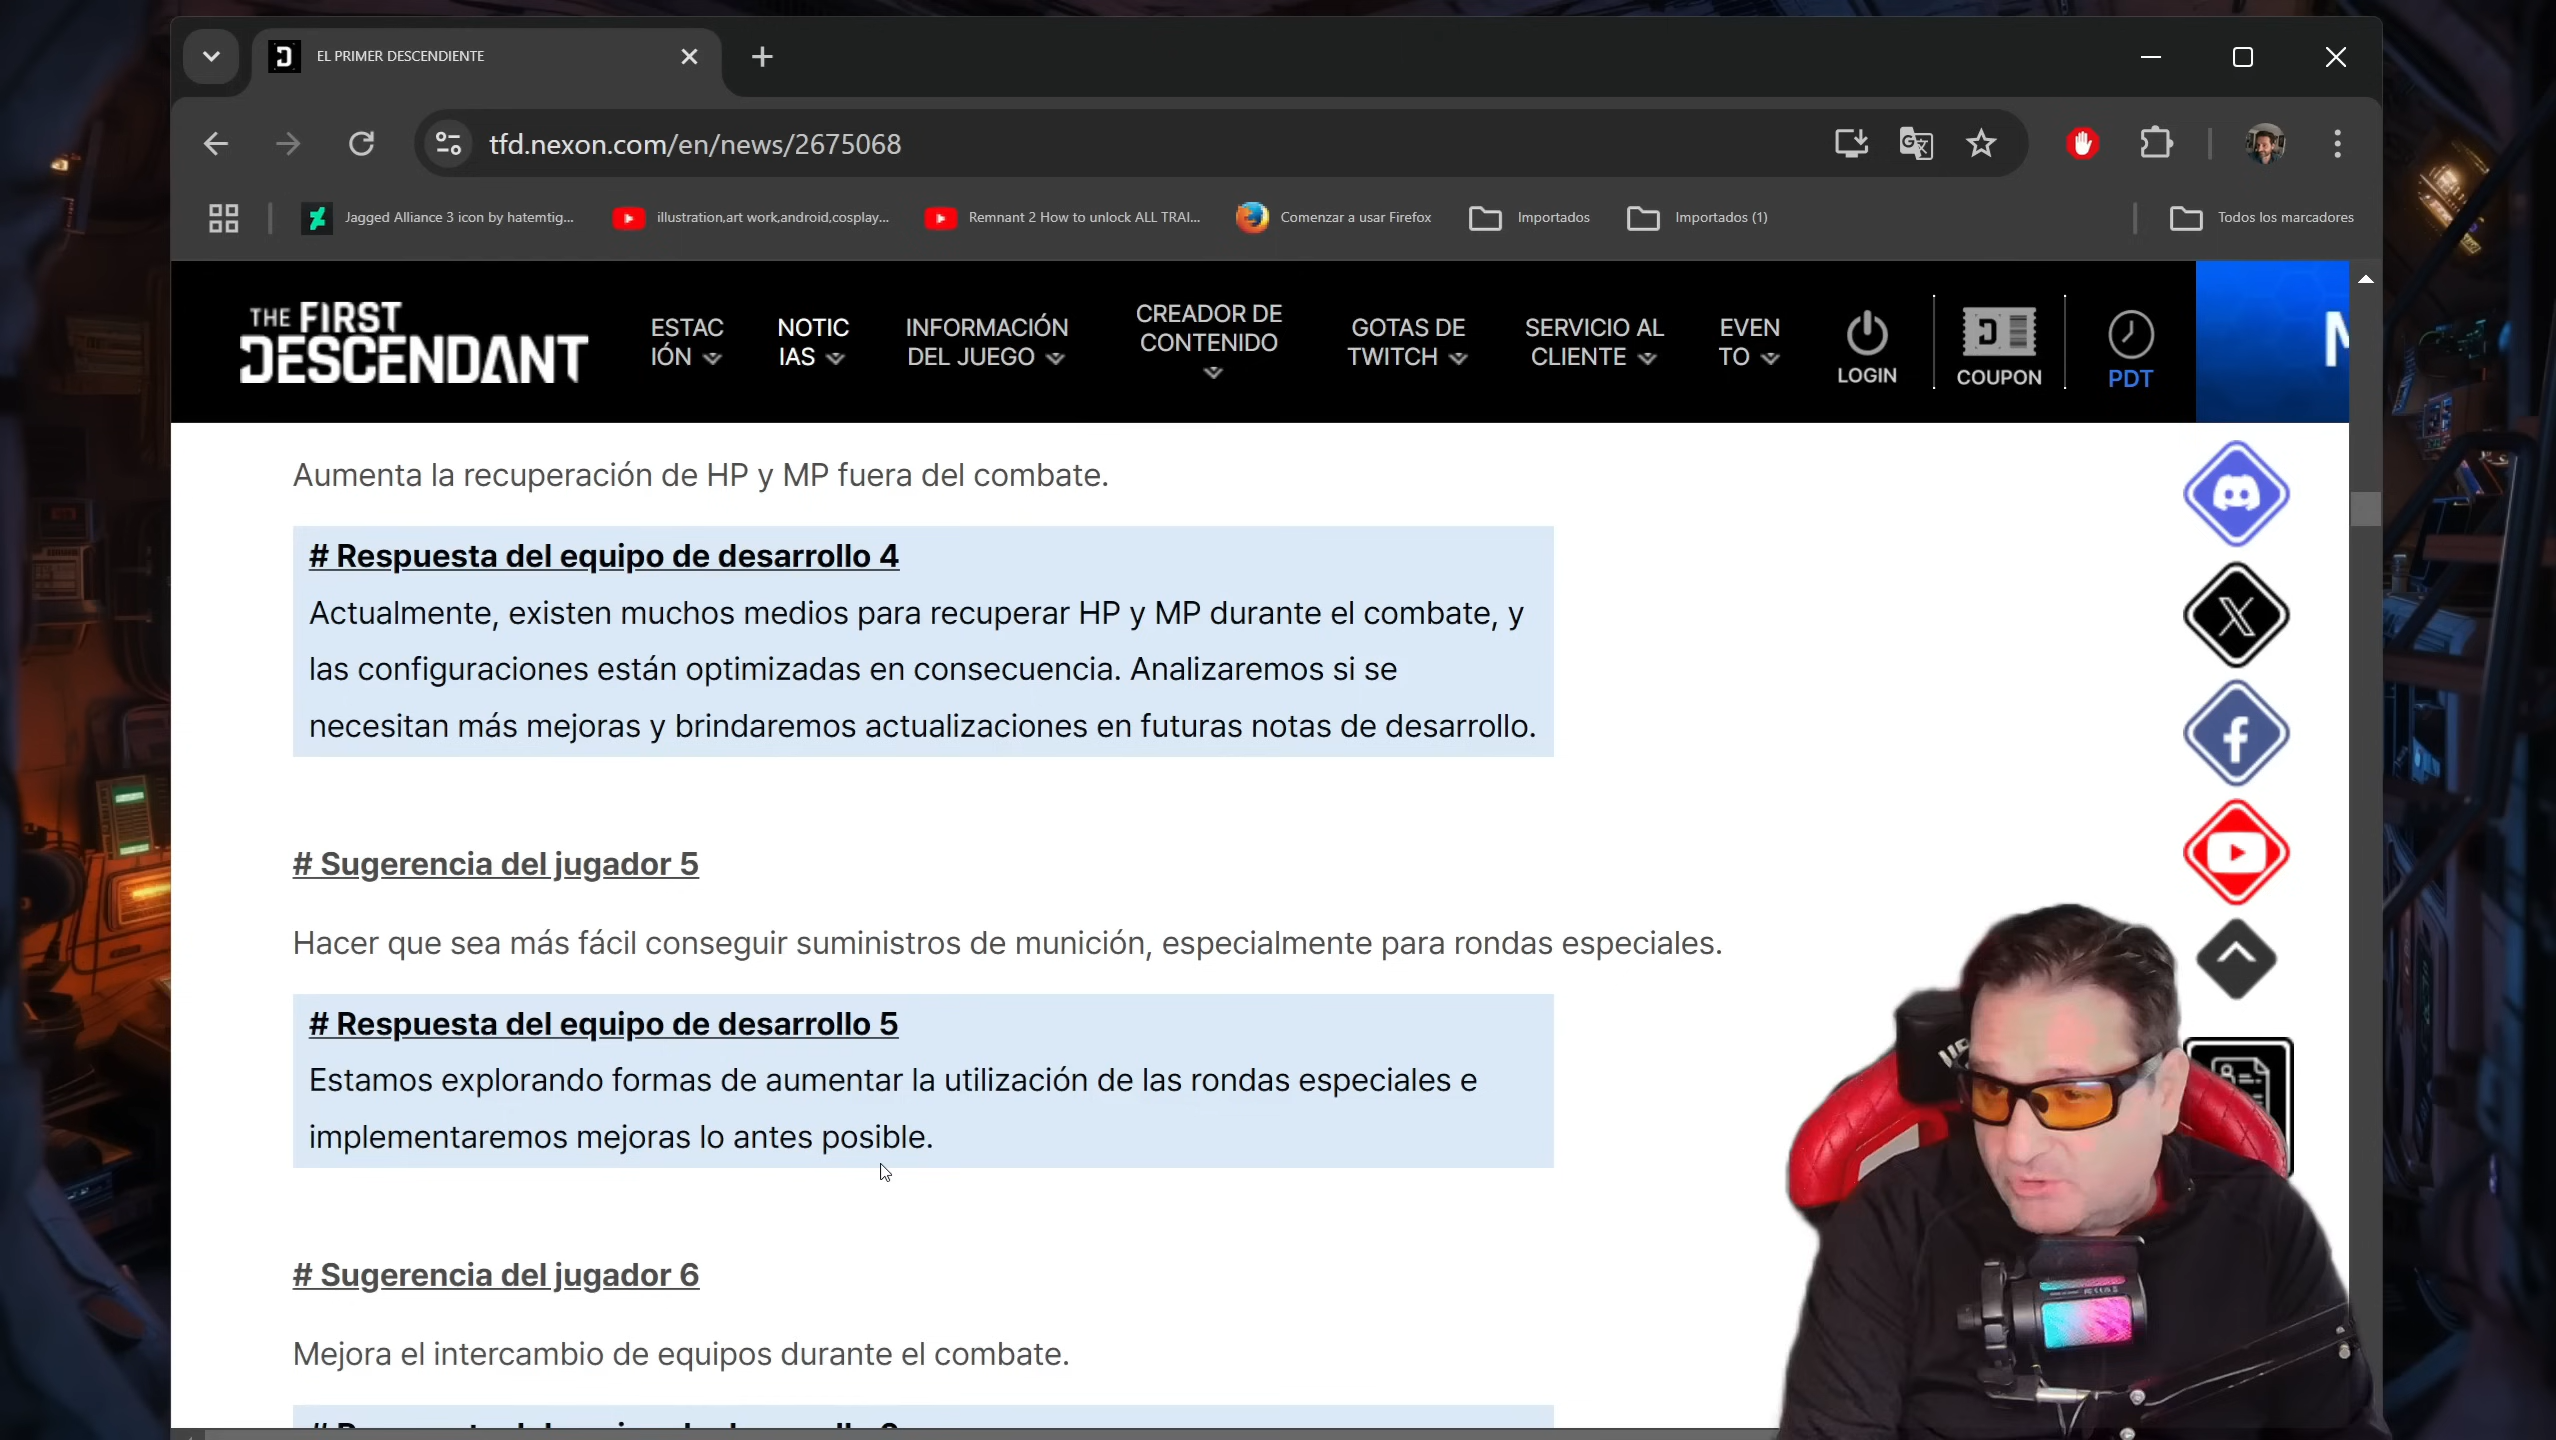 EL PRIMER DESCENDIENTE
tfd.nexon.com/en/news/2675068
Jagged Alliance 3 icon by hatemtig...
illustration,art work,android,cosplay...
Remnant 2 How to unlock ALL TRAI...
Comenzar a usar Firefox
Importados
Importados (1)
Todos los marcadores
THE FIRST
DESCENDANT
ESTAC
IÓN
NOTIC
IAS
INFORMACIÓN
DEL JUEGO
CREADOR DE
CONTENIDO
GOTAS DE
TWITCH
SERVICIO AL
CLIENTE
EVEN
TO
LOGIN
COUPON
PDT
Aumenta la recuperación de HP y MP fuera del combate.
# Respuesta del equipo de desarrollo 4
Actualmente, existen muchos medios para recuperar HP y MP durante el combate, y
las configuraciones están optimizadas en consecuencia. Analizaremos si se
necesitan más mejoras y brindaremos actualizaciones en futuras notas de desarrollo.
# Sugerencia del jugador 5
Hacer que sea más fácil conseguir suministros de munición, especialmente para rondas especiales.
# Respuesta del equipo de desarrollo 5
Estamos explorando formas de aumentar la utilización de las rondas especiales e
implementaremos mejoras lo antes posible.
# Sugerencia del jugador 6
Mejora el intercambio de equipos durante el combate.